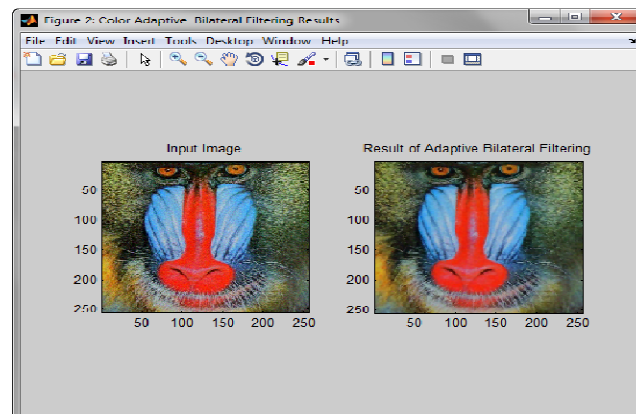 Figure 2: Color Adaptive Bilateral Filtering Results
File Edit View Insert Tools Desktop Window Help
Input Image
Result of Adaptive Bilateral Filtering
50
100
150
200
250
50 100 150 200 250
50
100
150
200
250
50 100 150 200 250